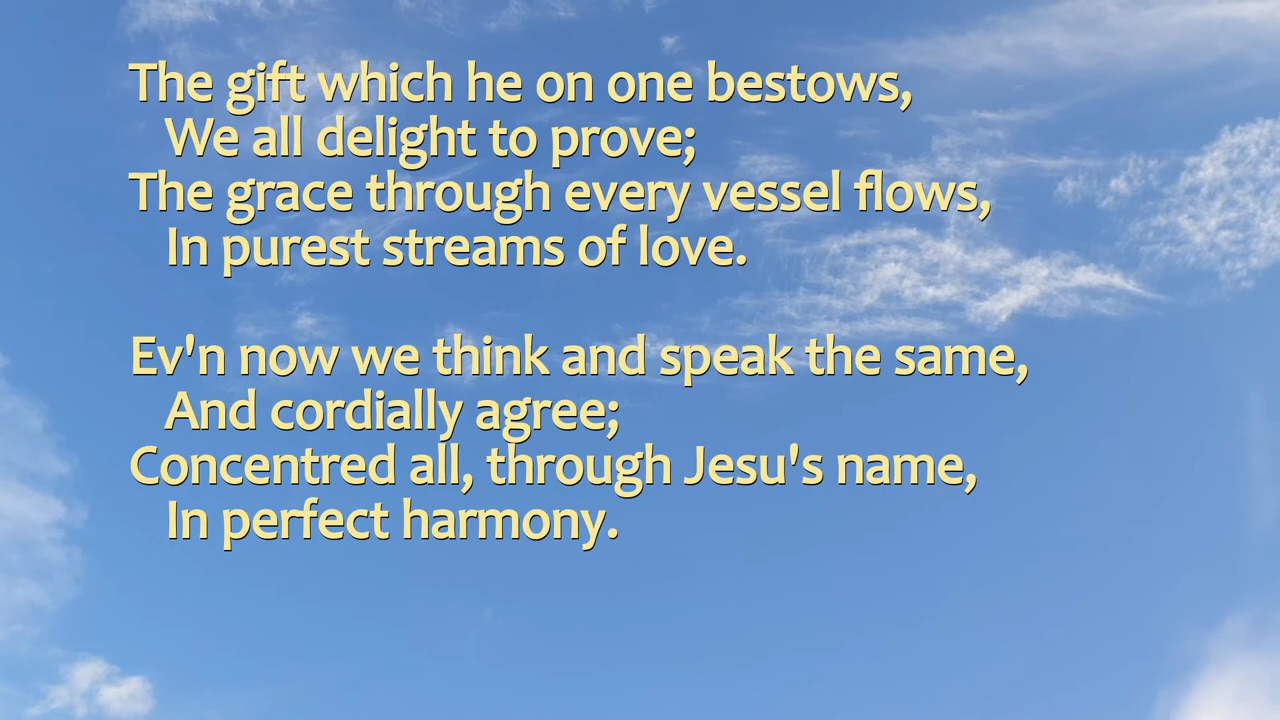 The gift which he on one bestows,
We all delight to prove;
The grace through every vessel flows,
In purest streams of love.
Ev'n now we think and speak the same,
And cordially agree;
Concentred all, through Jesu's name,
In perfect harmony.